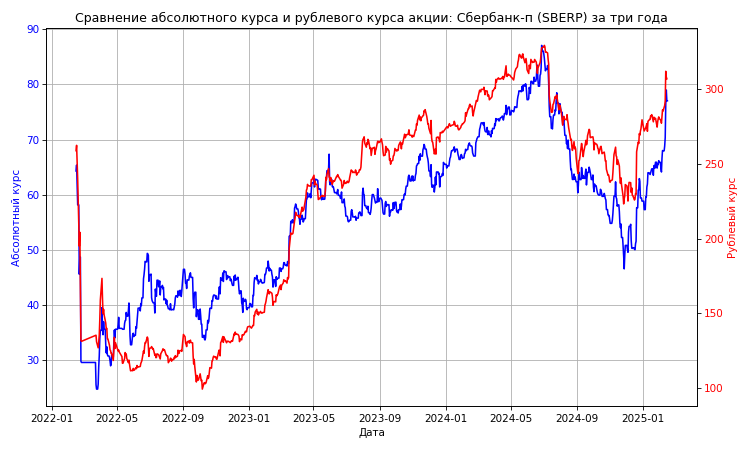 Сравнение абсолютного курса и рублевого курса акции: Сбербанк-п (SBERP) за три года
90
80
70
60
50
40
30
Абсолютный курс
300
250
200
150
100
Рублевый курс
2022-01 2022-05 2022-09 2023-01 2023-05 2023-09 2024-01 2024-05 2024-09 2025-01
Дата